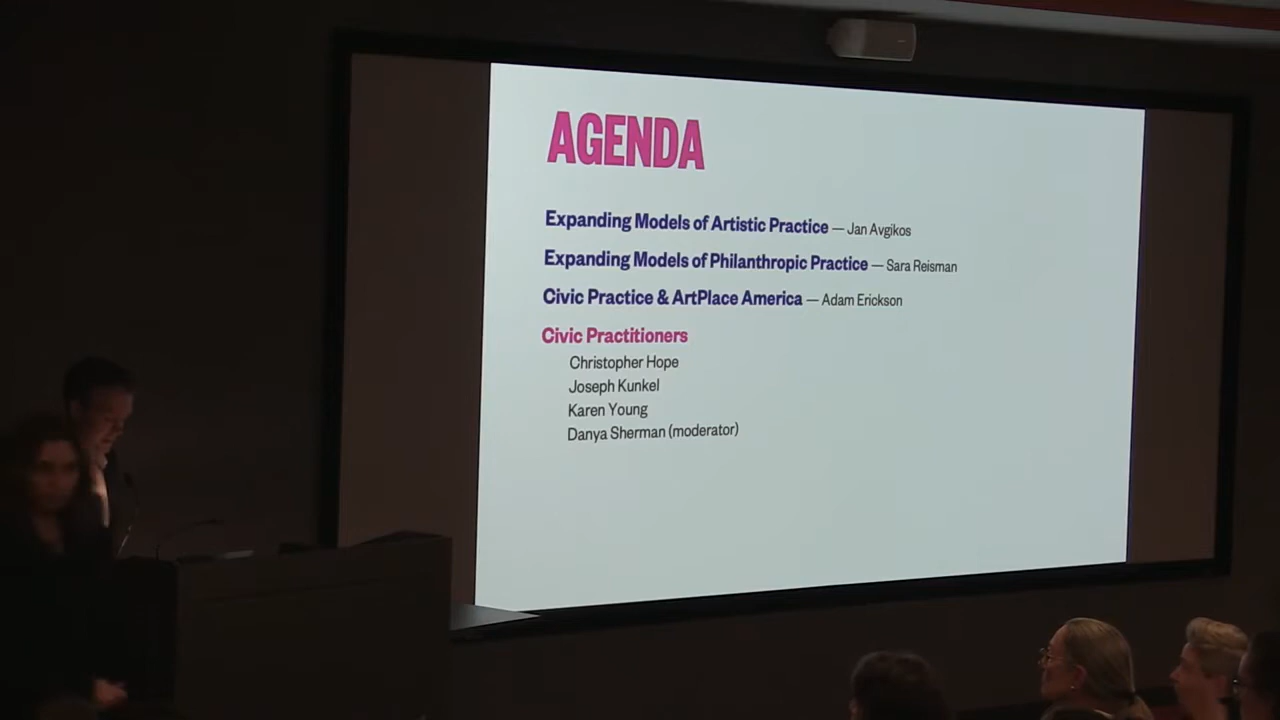 AGENDA
Expanding Models of Artistic Practice — Jan Avgikos
Expanding Models of Philanthropic Practice — Sara Reisman
Civic Practice & ArtPlace America — Adam Erickson
Civic Practitioners
Christopher Hope
Joseph Kunkel
Karen Young
Danya Sherman (moderator)